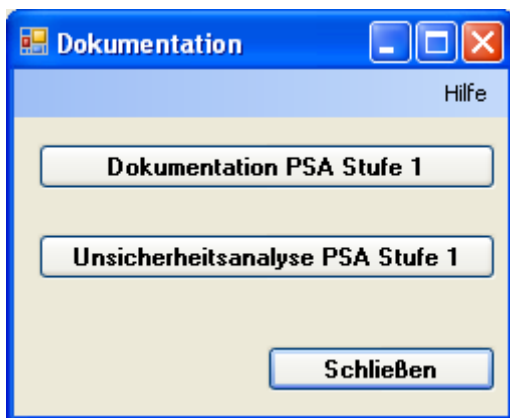 Dokumentation
Hilfe
Dokumentation PSA Stufe 1
Unsicherheitsanalyse PSA Stufe 1
Schließen